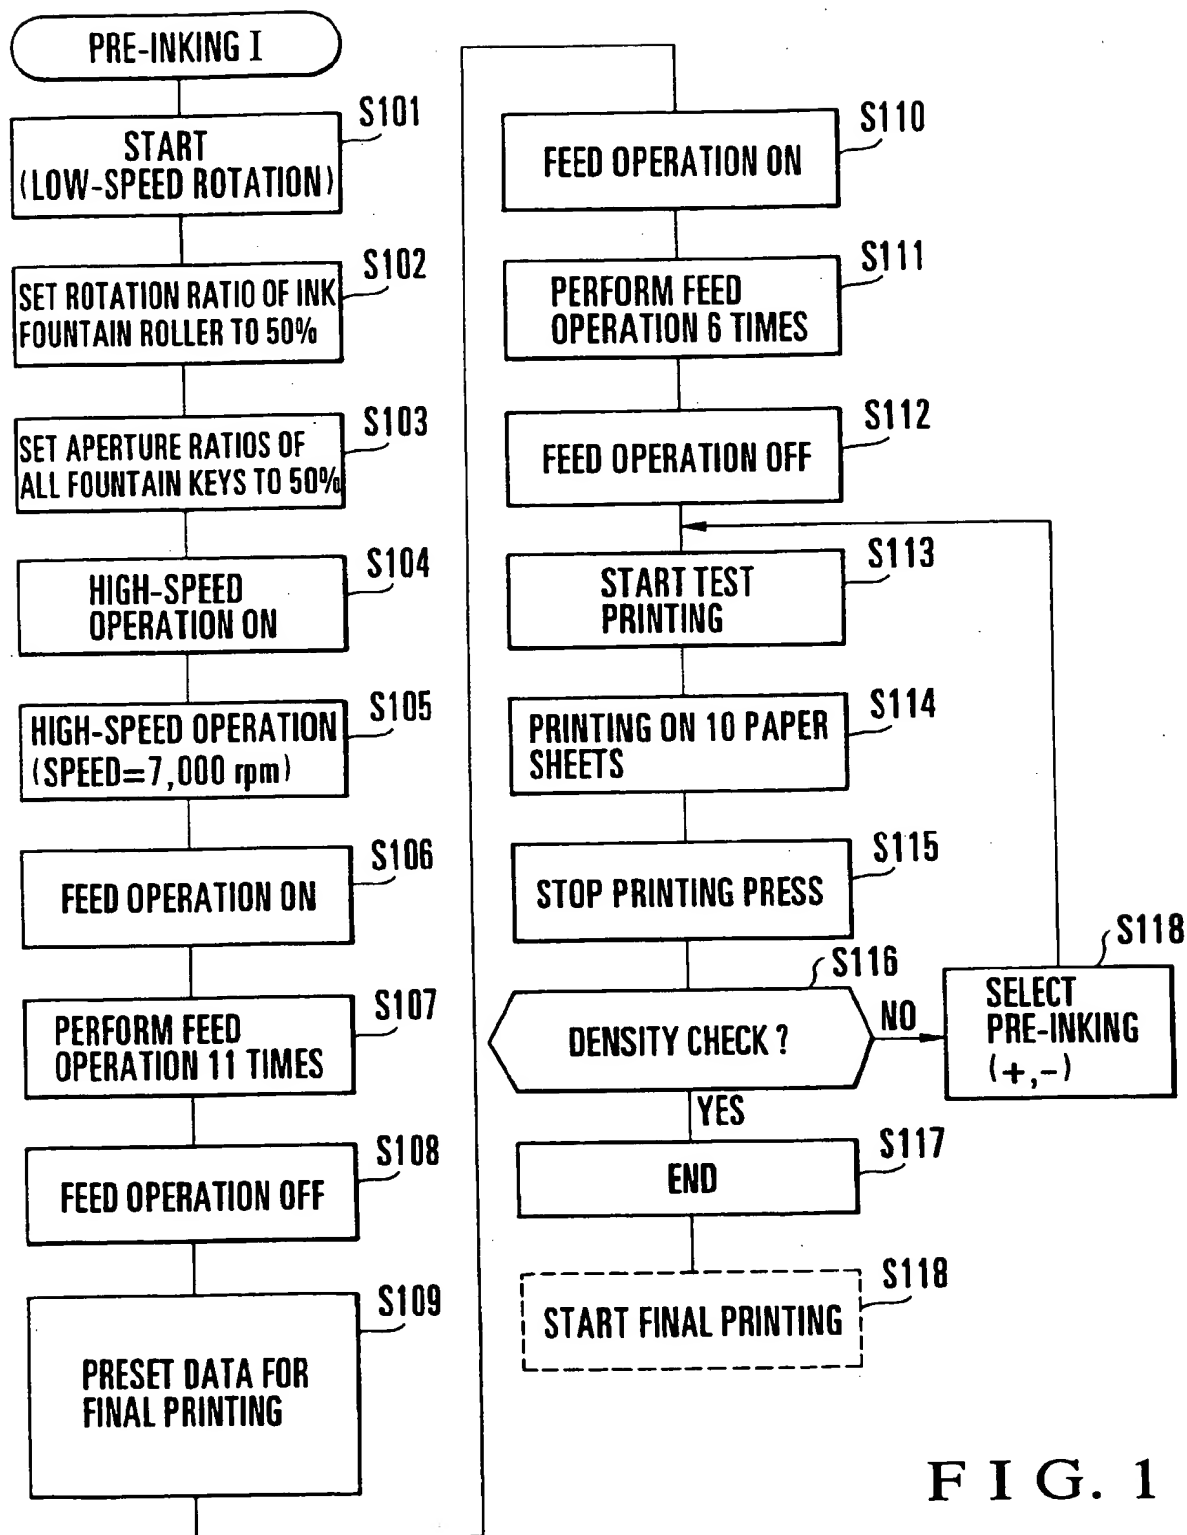 PRE-INKING I
S101
START
(LOW-SPEED ROTATION)
S102
SET ROTATION RATIO OF INK
FOUNTAIN ROLLER TO 50%
S103
SET APERTURE RATIOS OF
ALL FOUNTAIN KEYS TO 50%
S104
HIGH-SPEED
OPERATION ON
S105
HIGH-SPEED OPERATION
(SPEED=7,000 rpm)
S106
FEED OPERATION ON
S107
PERFORM FEED
OPERATION 11 TIMES
S108
FEED OPERATION OFF
S109
PRESET DATA FOR
FINAL PRINTING
S110
FEED OPERATION ON
S111
PERFORM FEED
OPERATION 6 TIMES
S112
FEED OPERATION OFF
S113
START TEST
PRINTING
S114
PRINTING ON 10 PAPER
SHEETS
S115
STOP PRINTING PRESS
S116
DENSITY CHECK ?
NO
S118
SELECT
PRE-INKING
(+,-)
YES
S117
END
S118
START FINAL PRINTING
FIG. 1